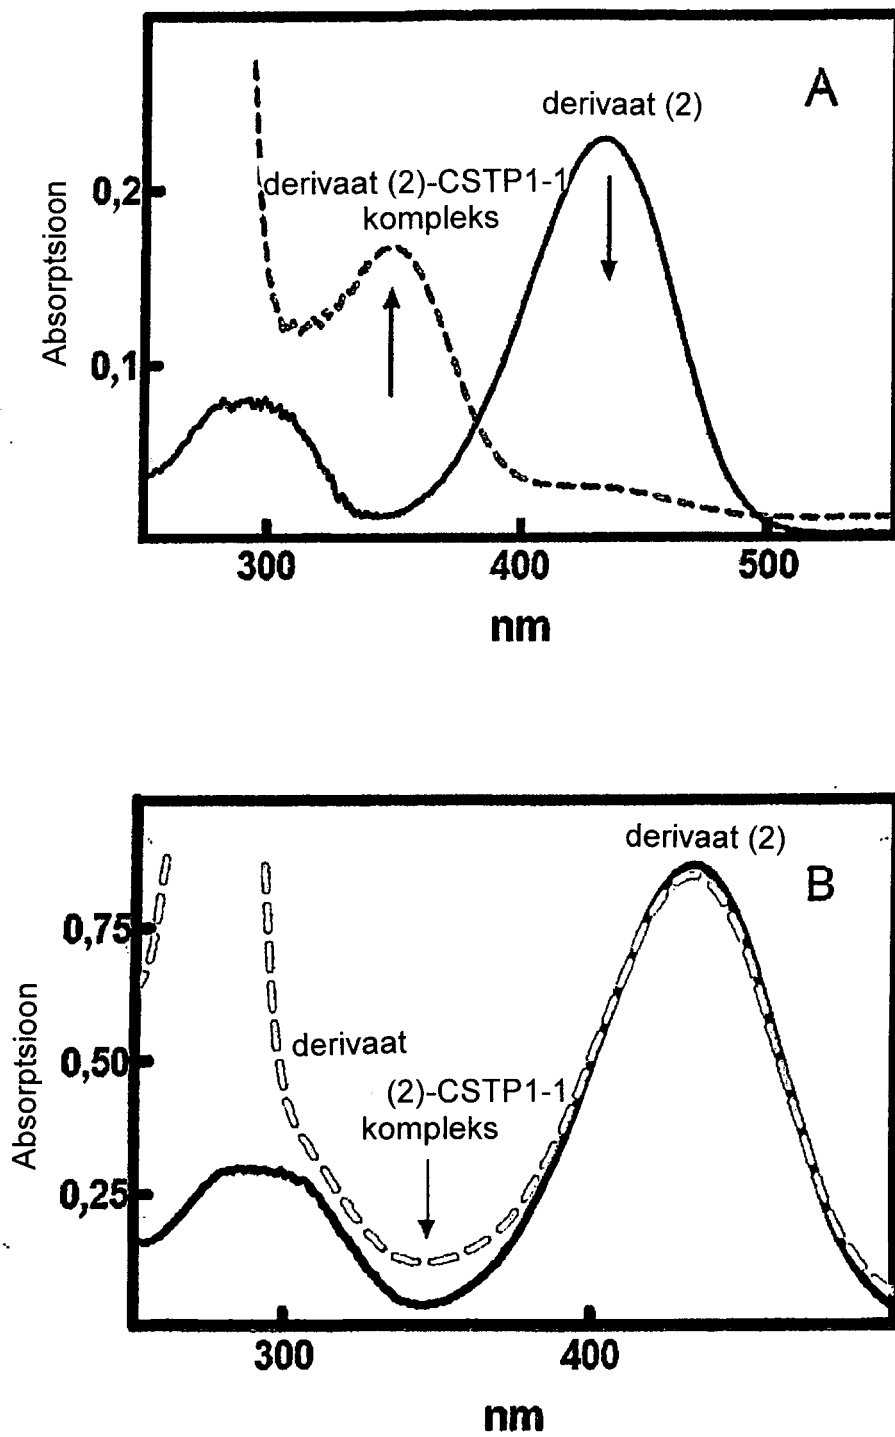 A
derivaat (2)
derivaat (2)-CSTP1-1
kompleks
Absorptsioon
0,2
0,1
300 400 500
nm
derivaat (2)
B
0,75
0,50
0,25
Absorptsioon
derivaat
(2)-CSTP1-1
kompleks
300 400
nm